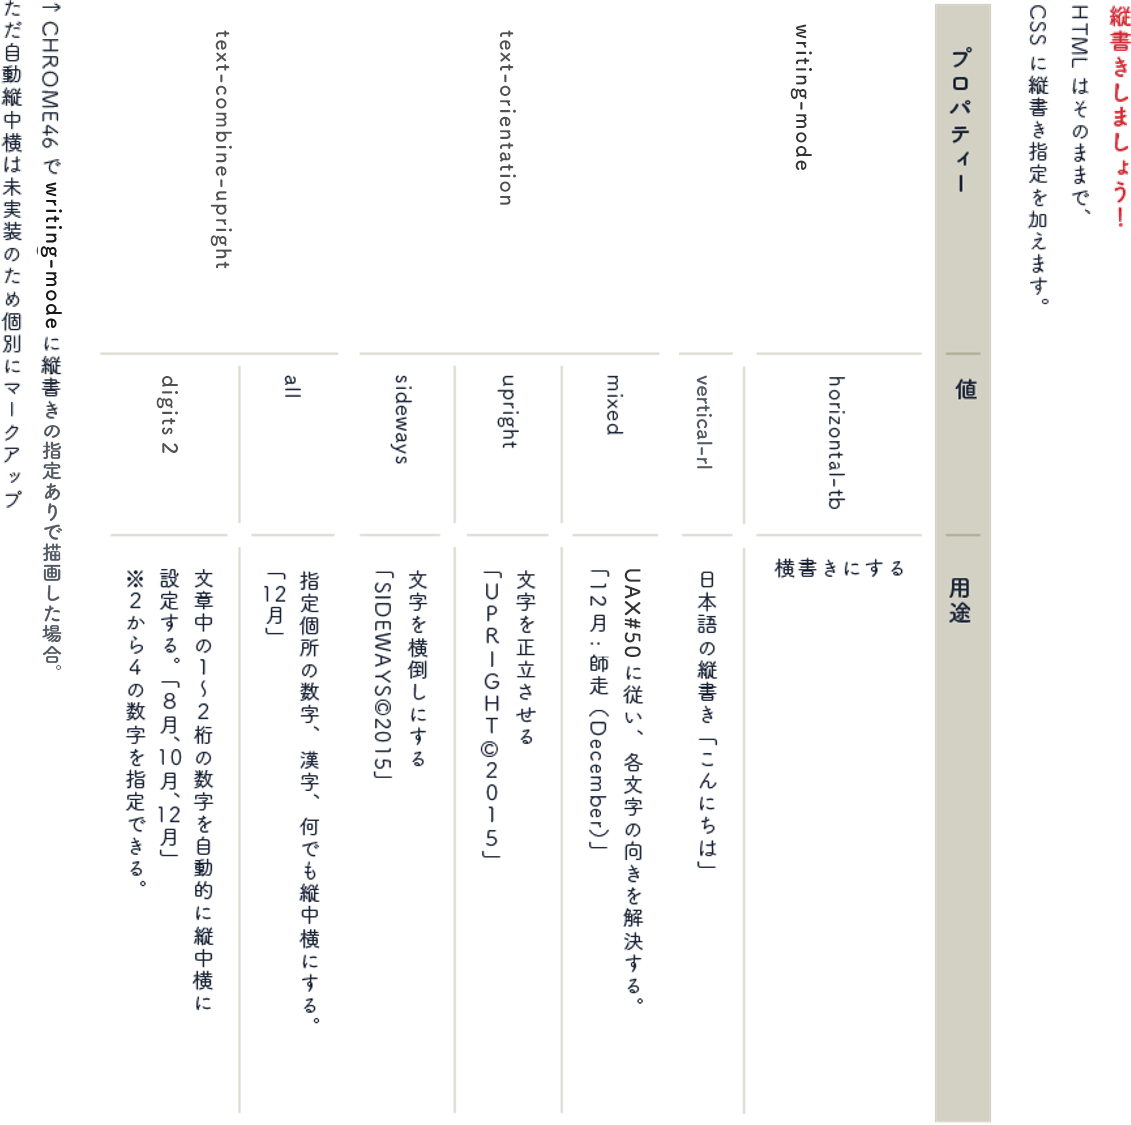 縦書きしましょう！
HTML はそのままで、
CSS に縦書き指定を加えます。
プロパティー
値
用途
writing-mode
horizontal-tb
横書きにする
vertical-rl
日本語の縦書き「こんにちは」
text-orientation
mixed
UAX#50 に従い、各文字の向きを解決する。
「12月：師走（December）」
upright
文字を正立させる
「UPRIGHT©2015」
sideways
文字を横倒しにする
「SIDEWAYS©2015」
text-combine-upright
all
指定個所の数字、漢字、何でも縦中横にする。
「12月」
digits 2
文章中の1〜2桁の数字を自動的に縦中横に
設定する。「8月、10月、12月」
※2から4の数字を指定できる。
↑CHROME46 で writing-mode に縦書きの指定ありで描画した場合。
ただ自動縦中横は未実装のため個別にマークアップ